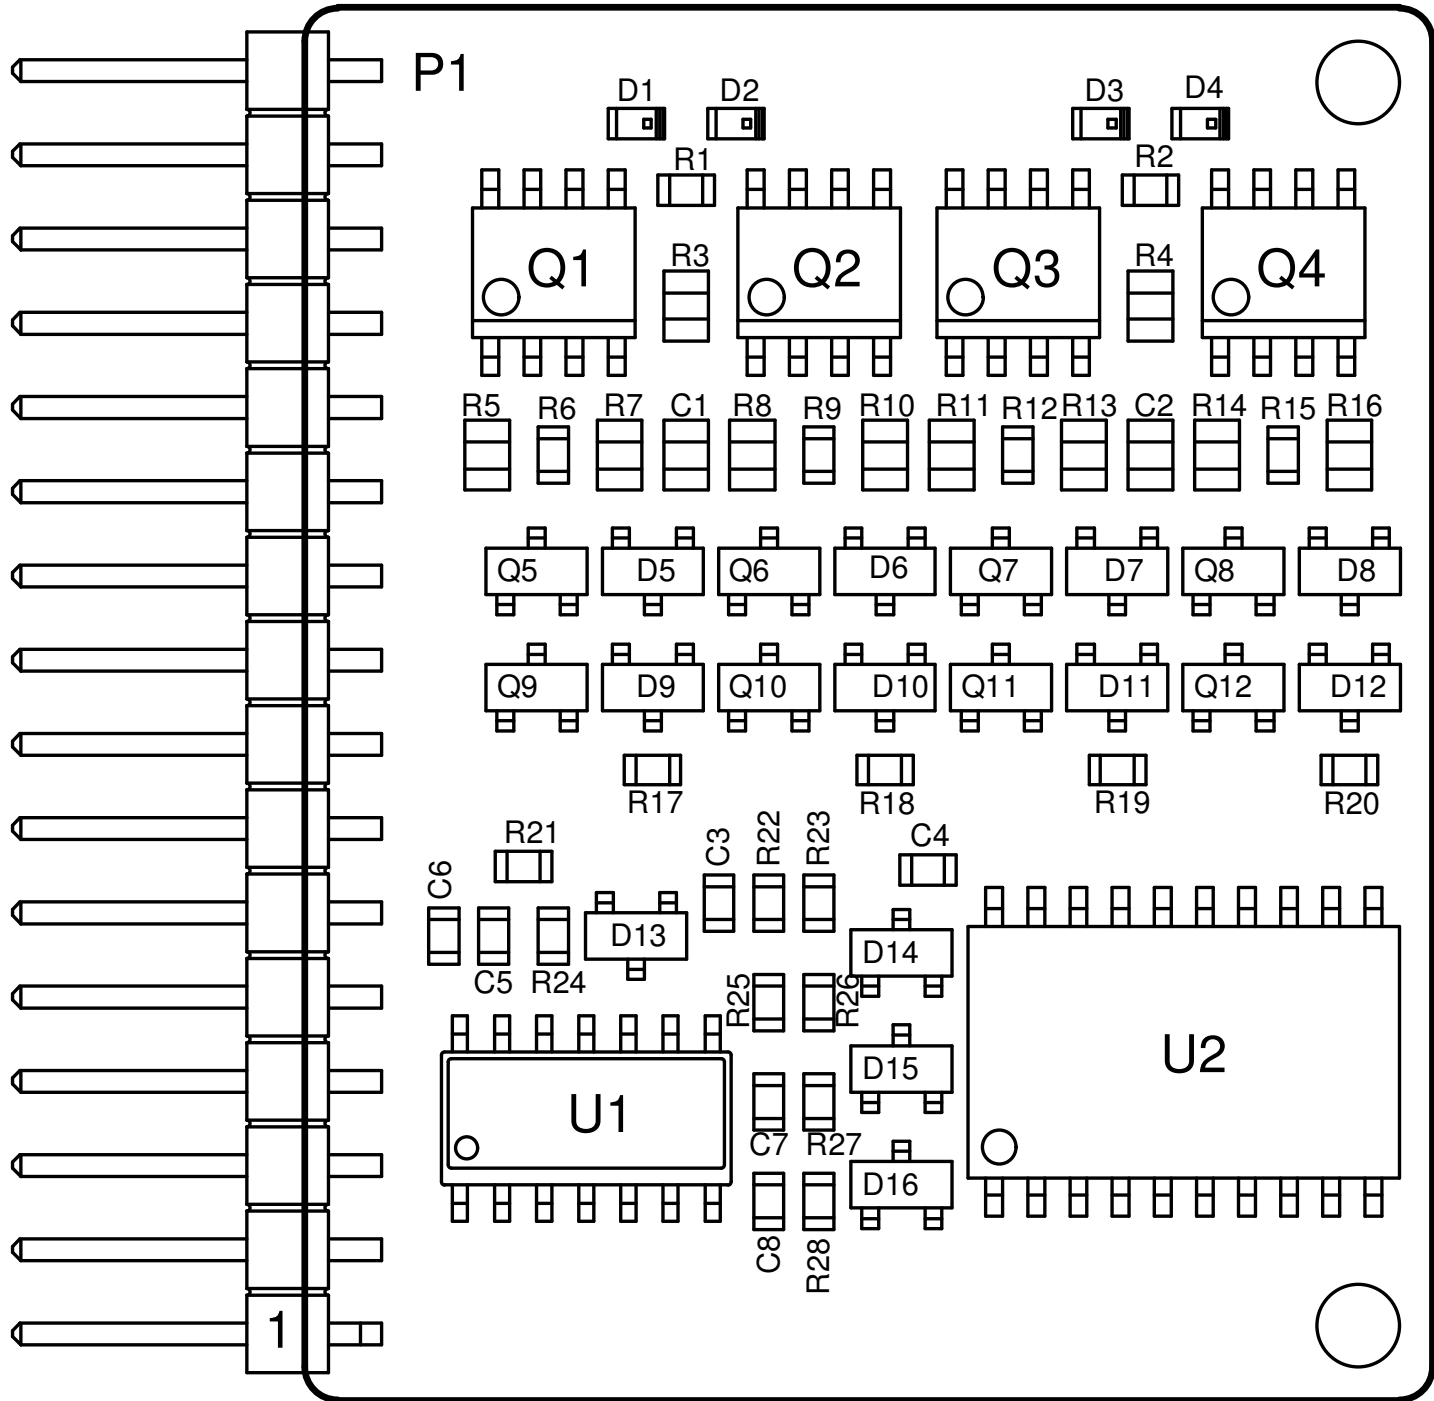 P1
D1 D2 D3 D4
R1 R2
Q1 R3 Q2 Q3 R4 Q4
R5 R6 R7 C1 R8 R9 R10 R11 R12 R13 C2 R14 R15 R16
Q5 D5 Q6 D6 Q7 D7 Q8 D8
Q9 D9 Q10 D10 Q11 D11 Q12 D12
R17 R18 R19 R20
R21 C3 R22 R23 C4
C6 D13 D14
C5 R24 R25 R26
U1 D15 U2
C7 R27
D16
C8 R28
1